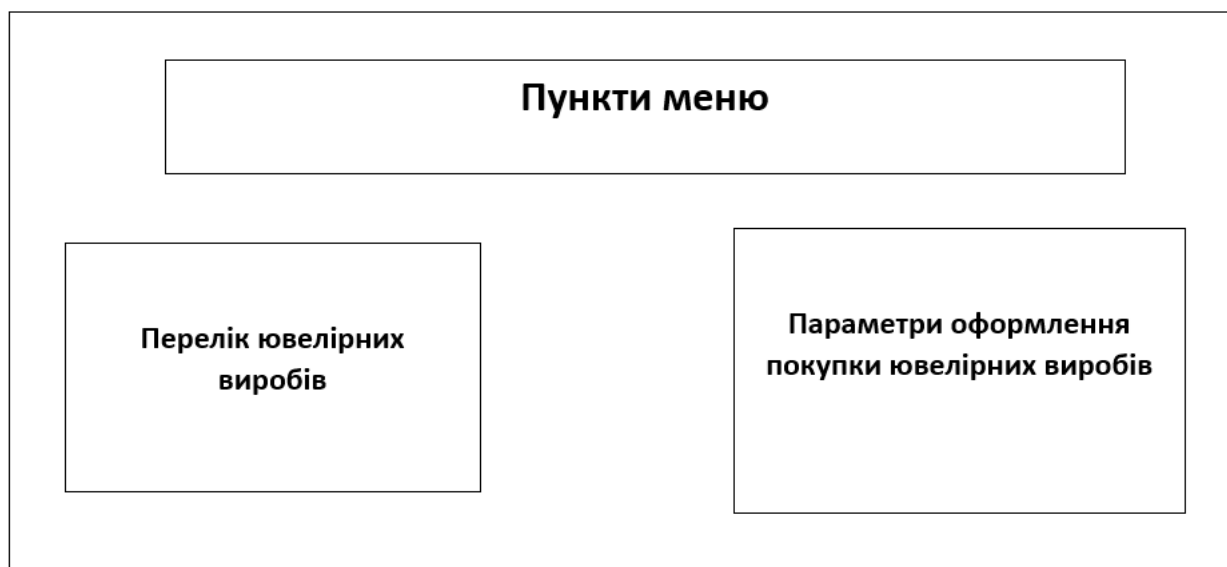 Пункти меню
Перелік ювелірних
виробів
Параметри оформлення
покупки ювелірних виробів